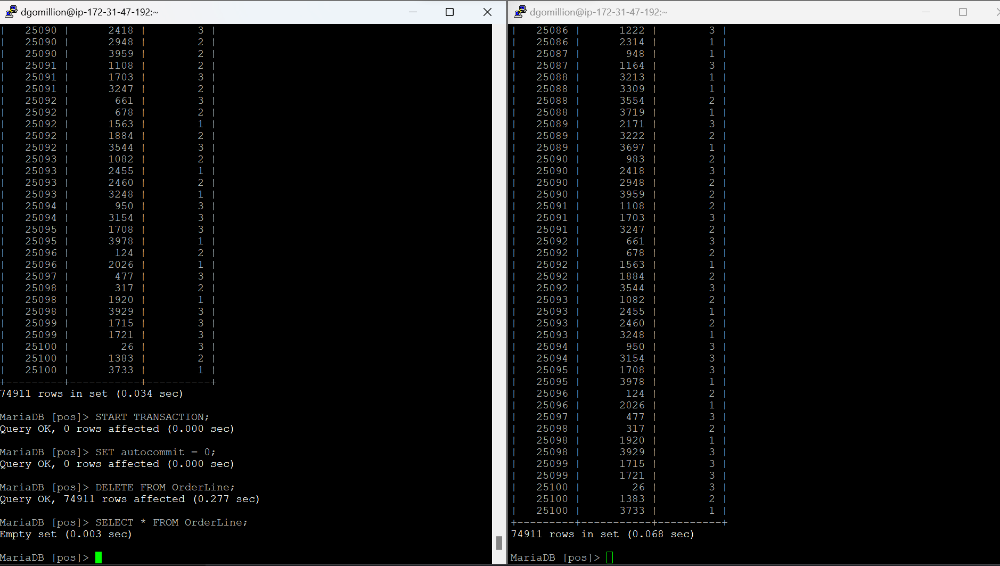 dgomillion@ip-172-31-47-192:~
| 25090 | 2418 | 3 |
| 25090 | 2948 | 2 |
| 25090 | 3959 | 2 |
| 25091 | 1108 | 2 |
| 25091 | 1703 | 3 |
| 25091 | 3247 | 2 |
| 25092 | 661 | 3 |
| 25092 | 678 | 2 |
| 25092 | 1563 | 1 |
| 25092 | 1884 | 2 |
| 25092 | 3544 | 3 |
| 25093 | 1082 | 2 |
| 25093 | 2455 | 1 |
| 25093 | 2460 | 2 |
| 25093 | 3248 | 1 |
| 25094 | 950 | 3 |
| 25094 | 3154 | 3 |
| 25095 | 1708 | 3 |
| 25095 | 3978 | 1 |
| 25096 | 124 | 2 |
| 25096 | 2026 | 1 |
| 25097 | 477 | 3 |
| 25098 | 317 | 2 |
| 25098 | 1920 | 1 |
| 25098 | 3929 | 3 |
| 25099 | 1715 | 3 |
| 25099 | 1721 | 3 |
| 25100 | 26 | 3 |
| 25100 | 1383 | 2 |
| 25100 | 3733 | 1 |
+---------+-----------+----------+
74911 rows in set (0.034 sec)
MariaDB [pos]> START TRANSACTION;
Query OK, 0 rows affected (0.000 sec)
MariaDB [pos]> SET autocommit = 0;
Query OK, 0 rows affected (0.000 sec)
MariaDB [pos]> DELETE FROM OrderLine;
Query OK, 74911 rows affected (0.277 sec)
MariaDB [pos]> SELECT * FROM OrderLine;
Empty set (0.003 sec)
MariaDB [pos]>
dgomillion@ip-172-31-47-192:~
| 25086 | 1222 | 3 |
| 25086 | 2314 | 1 |
| 25087 | 948 | 1 |
| 25087 | 1164 | 3 |
| 25088 | 3213 | 1 |
| 25088 | 3309 | 1 |
| 25088 | 3554 | 2 |
| 25088 | 3719 | 1 |
| 25089 | 2171 | 3 |
| 25089 | 3222 | 2 |
| 25089 | 3697 | 1 |
| 25090 | 983 | 2 |
| 25090 | 2418 | 3 |
| 25090 | 2948 | 2 |
| 25090 | 3959 | 2 |
| 25091 | 1108 | 2 |
| 25091 | 1703 | 3 |
| 25091 | 3247 | 2 |
| 25092 | 661 | 3 |
| 25092 | 678 | 2 |
| 25092 | 1563 | 1 |
| 25092 | 1884 | 2 |
| 25092 | 3544 | 3 |
| 25093 | 1082 | 2 |
| 25093 | 2455 | 1 |
| 25093 | 2460 | 2 |
| 25093 | 3248 | 1 |
| 25094 | 950 | 3 |
| 25094 | 3154 | 3 |
| 25095 | 1708 | 3 |
| 25095 | 3978 | 1 |
| 25096 | 124 | 2 |
| 25096 | 2026 | 1 |
| 25097 | 477 | 3 |
| 25098 | 317 | 2 |
| 25098 | 1920 | 1 |
| 25098 | 3929 | 3 |
| 25099 | 1715 | 3 |
| 25099 | 1721 | 3 |
| 25100 | 26 | 3 |
| 25100 | 1383 | 2 |
| 25100 | 3733 | 1 |
+---------+-----------+----------+
74911 rows in set (0.068 sec)
MariaDB [pos]>